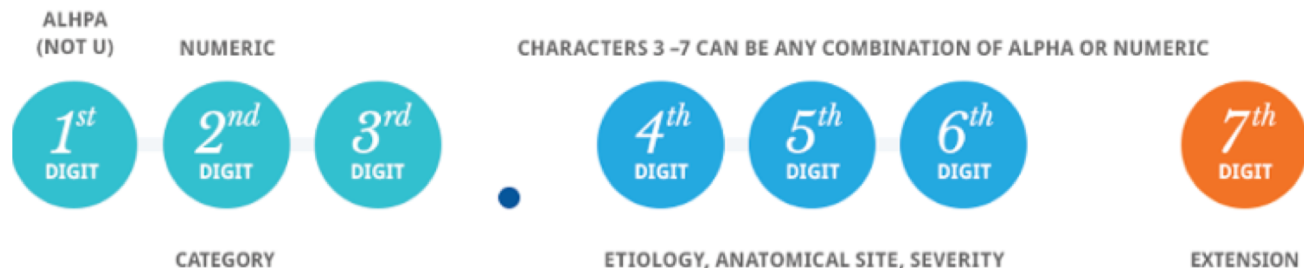 ALHPA
(NOT U)
NUMERIC
CHARACTERS 3 –7 CAN BE ANY COMBINATION OF ALPHA OR NUMERIC
1st
DIGIT
2nd
DIGIT
3rd
DIGIT
4th
DIGIT
5th
DIGIT
6th
DIGIT
7th
DIGIT
CATEGORY
ETIOLOGY, ANATOMICAL SITE, SEVERITY
EXTENSION